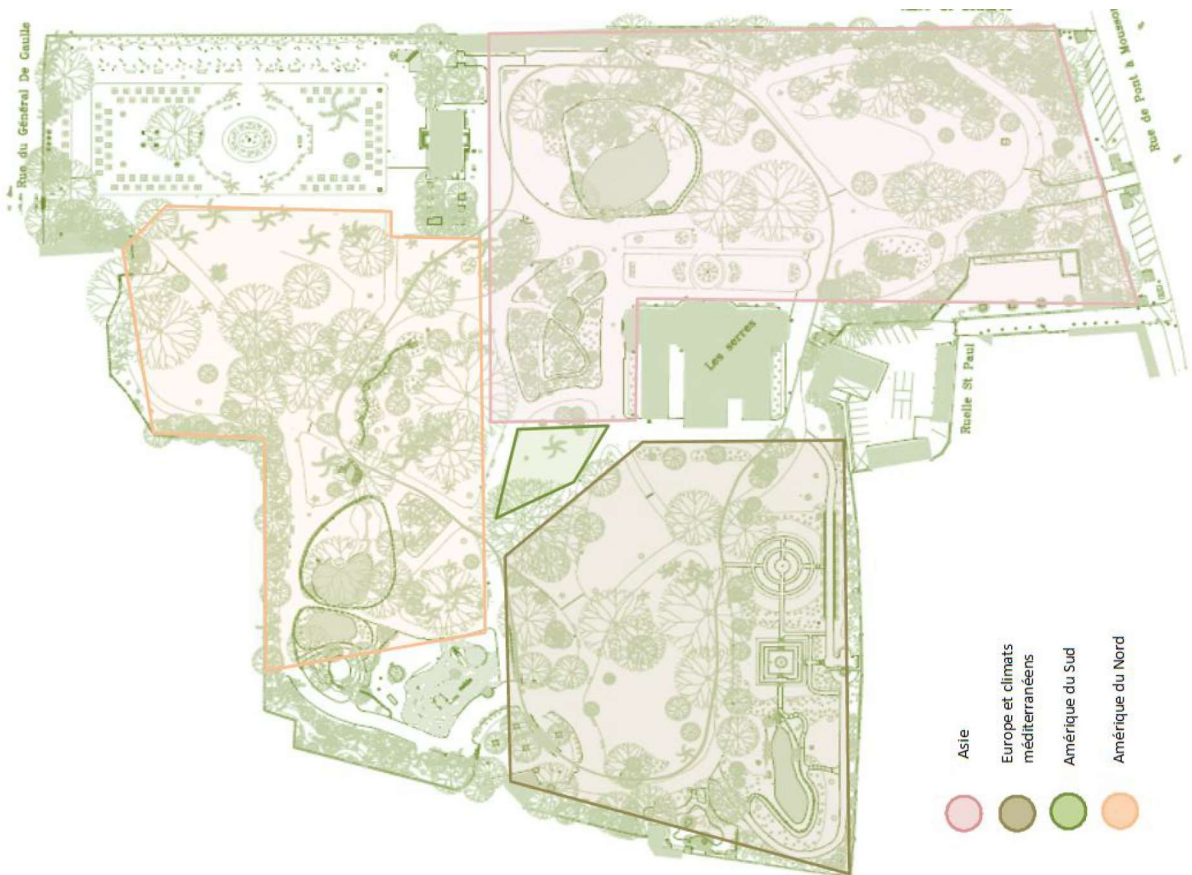 Rue du Général De Gaulle
Rue de Pont à Mousson
Les serres
Ruelle St Paul
Asie
Europe et climats
méditerranéens
Amérique du Sud
Amérique du Nord